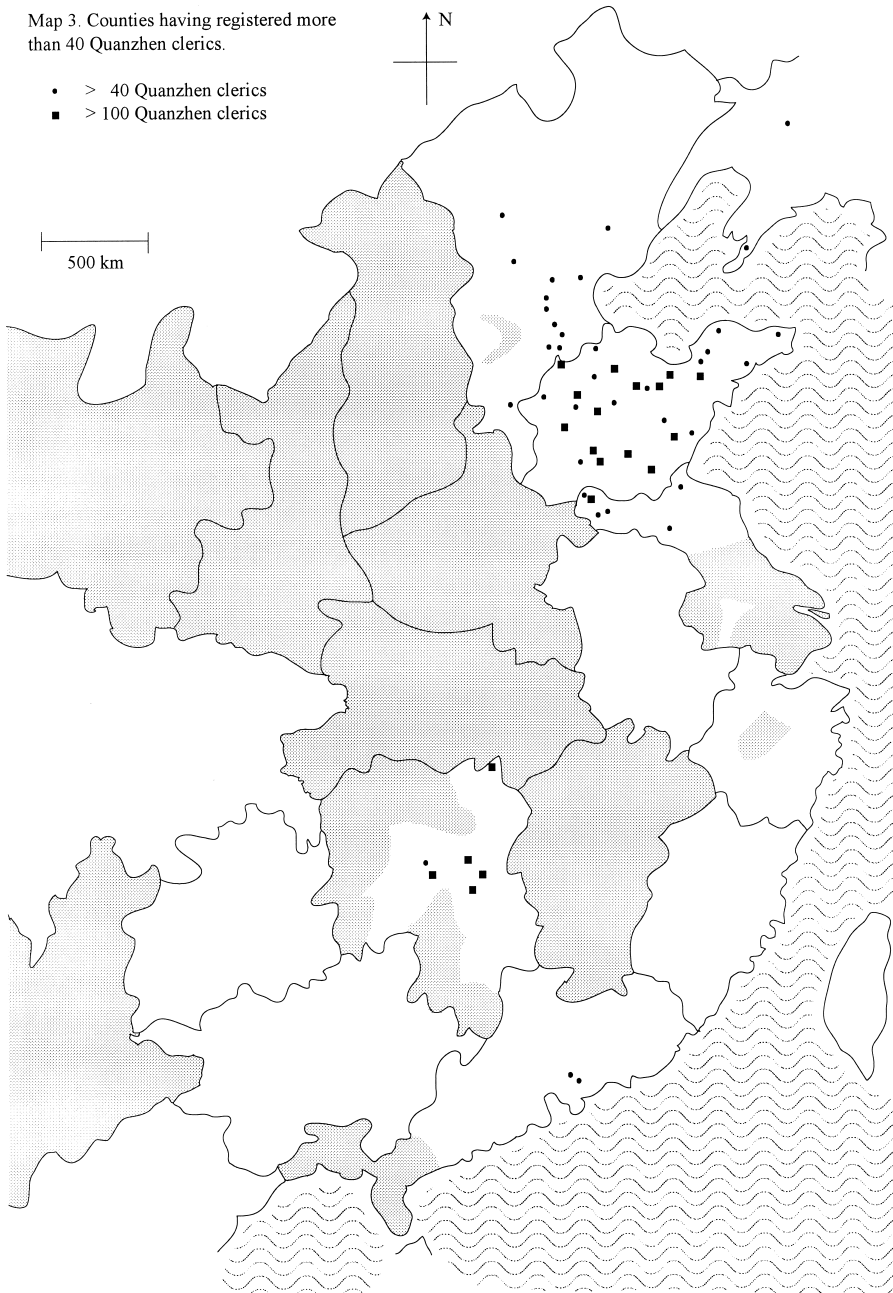 Map 3. Counties having registered more
than 40 Quanzhen clerics.
N
> 40 Quanzhen clerics
> 100 Quanzhen clerics
500 km